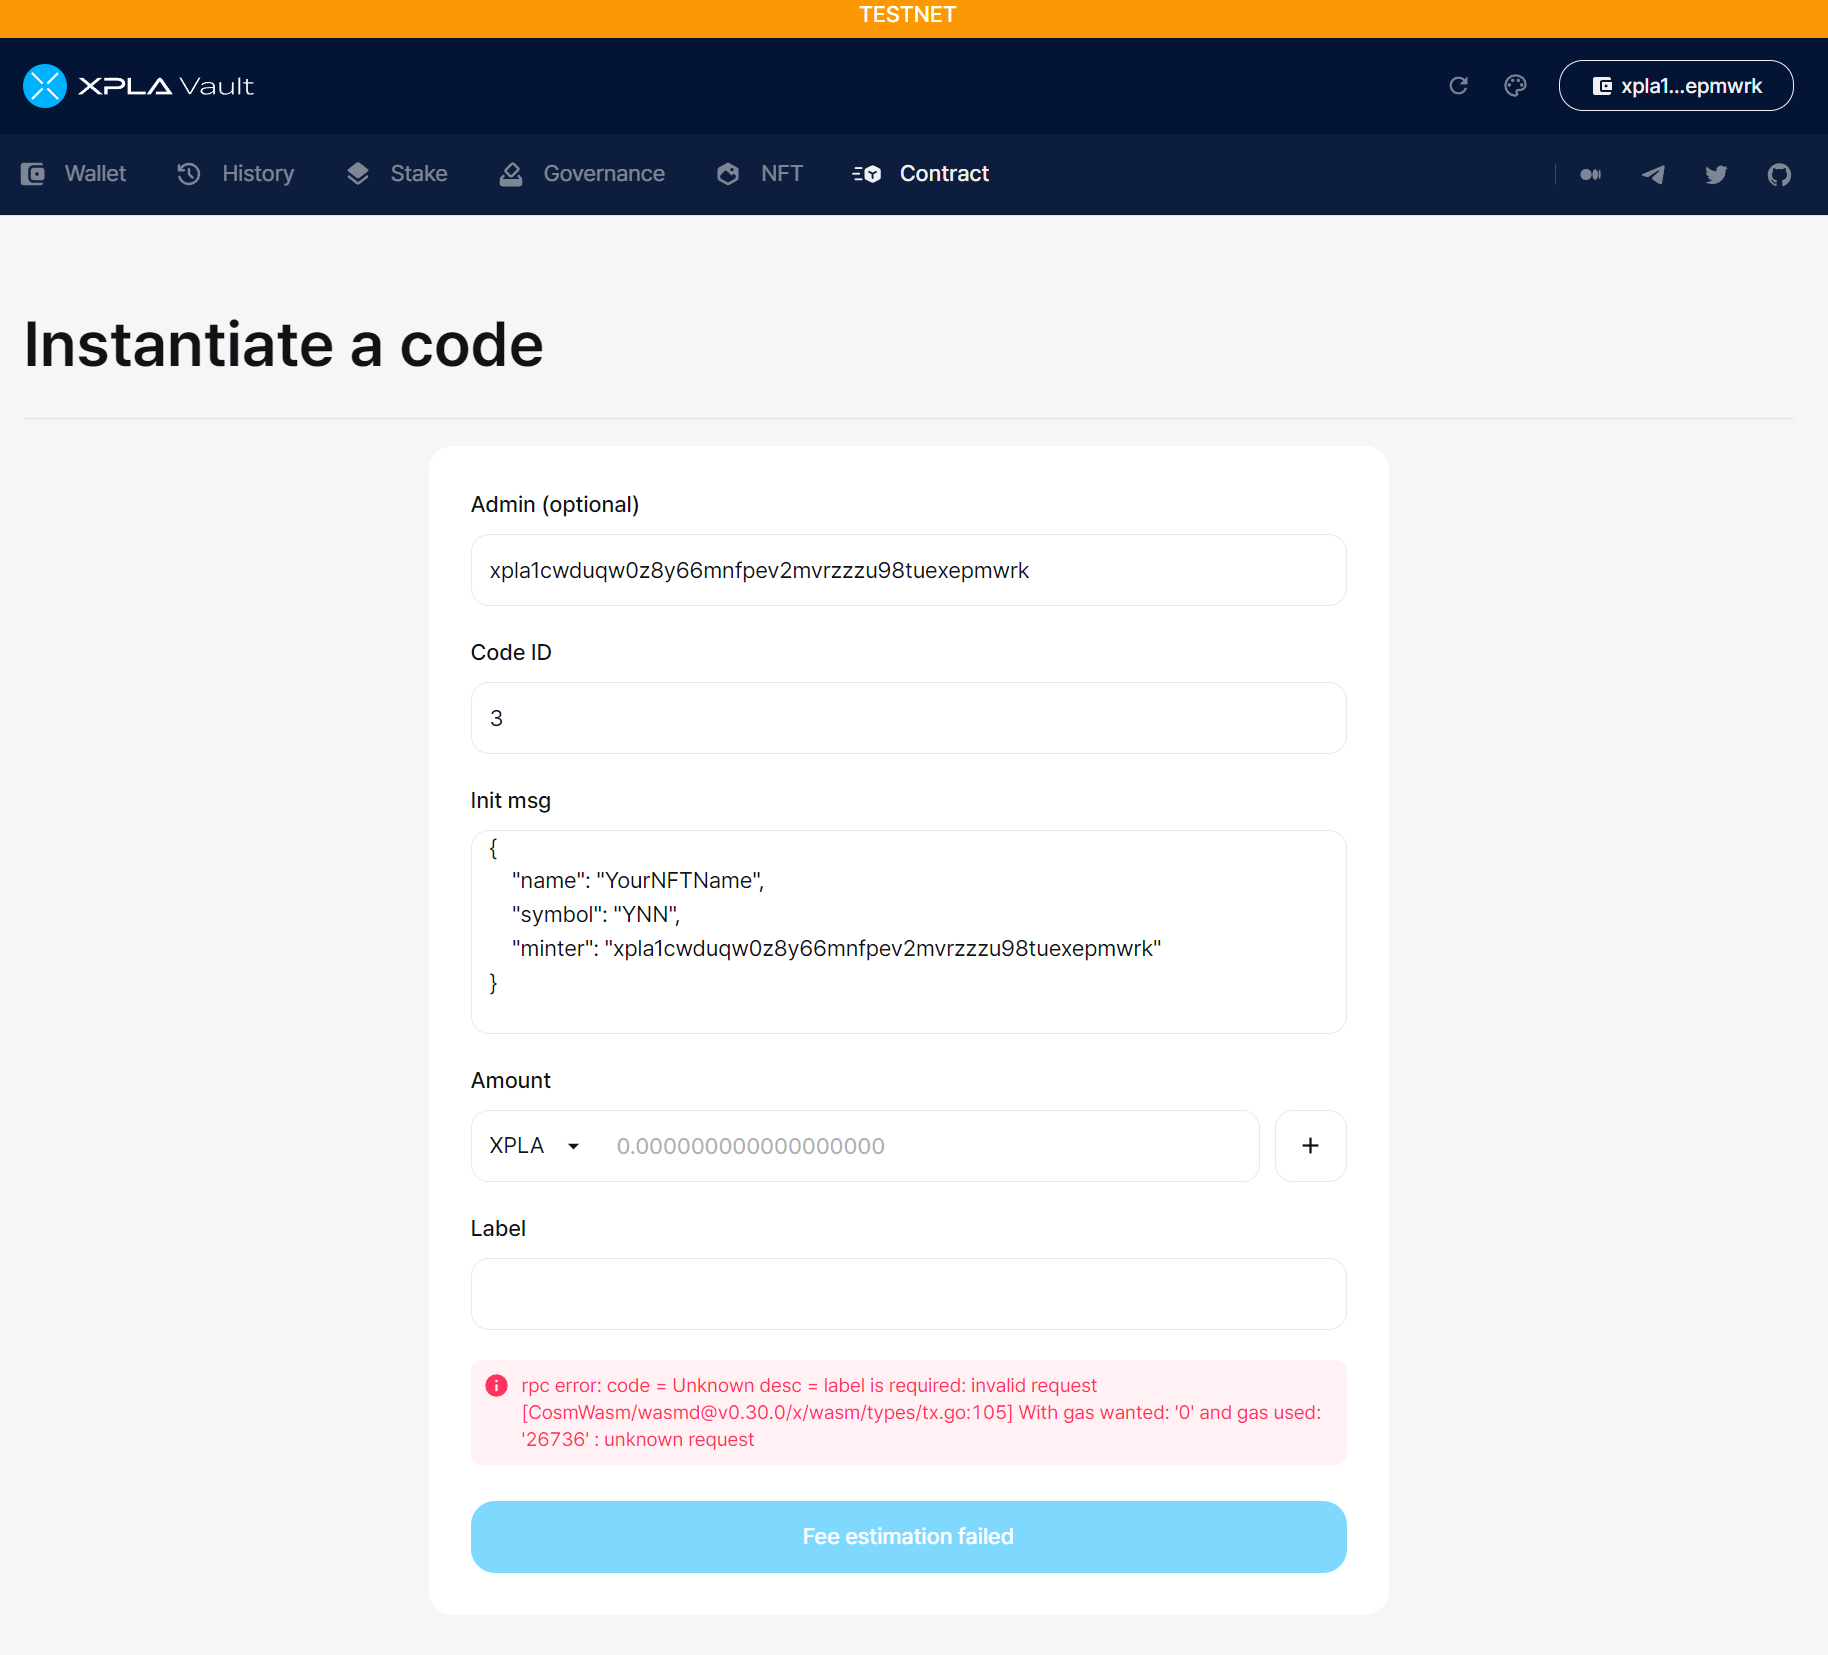 TESTNET
XPLA Vault
xpla1...epmwrk
Wallet
History
Stake
Governance
NFT
Contract
Instantiate a code
Admin (optional)
xpla1cwduqw0z8y66mnfpev2mvrzzzu98tuexepmwrk
Code ID
3
Init msg
{
"name": "YourNFTName",
"symbol": "YNN",
"minter": "xpla1cwduqw0z8y66mnfpev2mvrzzzu98tuexepmwrk"
}
Amount
XPLA
0.000000000000000000
+
Label
rpc error: code = Unknown desc = label is required: invalid request
[CosmWasm/wasmd@v0.30.0/x/wasm/types/tx.go:105] With gas wanted: '0' and gas used:
'26736' : unknown request
Fee estimation failed